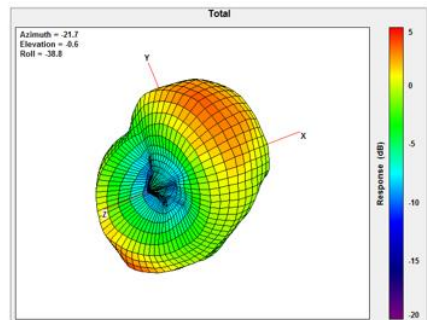 Total
Azimuth = -21.7
Elevation = -0.6
Roll = -38.8
Y
X
Z
5
0
-5
-10
-15
-20
Response (dB)